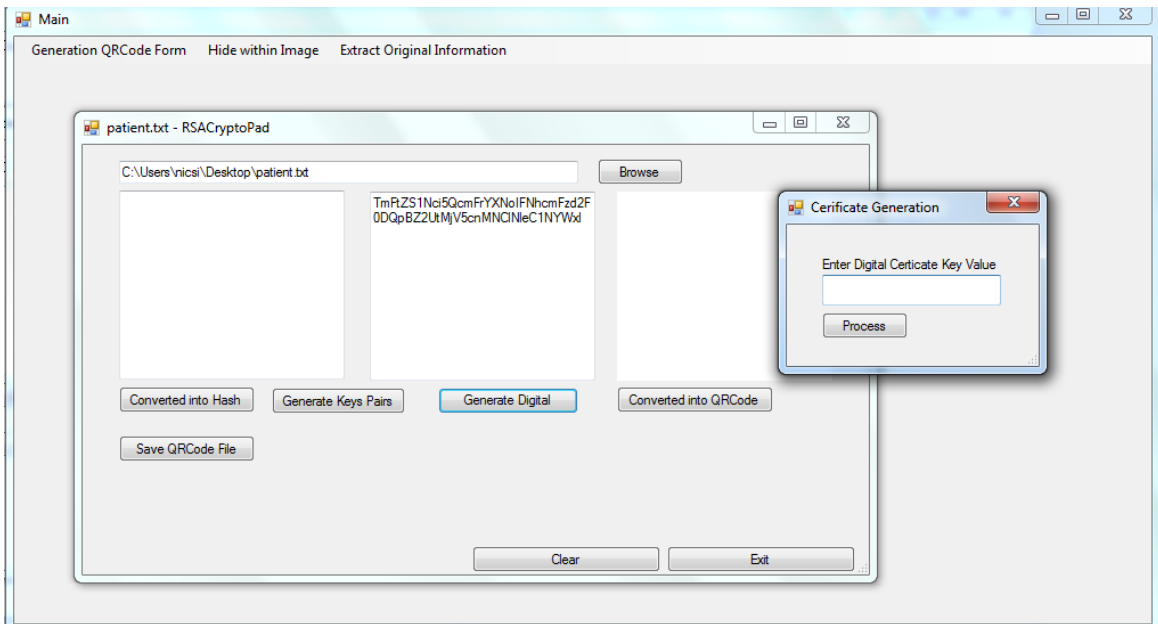 Main
Generation QRCode Form Hide within Image Extract Original Information
patient.txt - RSACryptoPad
C:\Users\nicsi\Desktop\patient.txt
Browse
TmFtZS1Nci5QcmFrYXNoIFNhcmFzd2F
0DQpBZ2UtMjV5cnMNClNleC1NYWxl
Cerificate Generation
Enter Digital Certicate Key Value
Process
Converted into Hash
Generate Keys Pairs
Generate Digital
Converted into QRCode
Save QRCode File
Clear
Exit